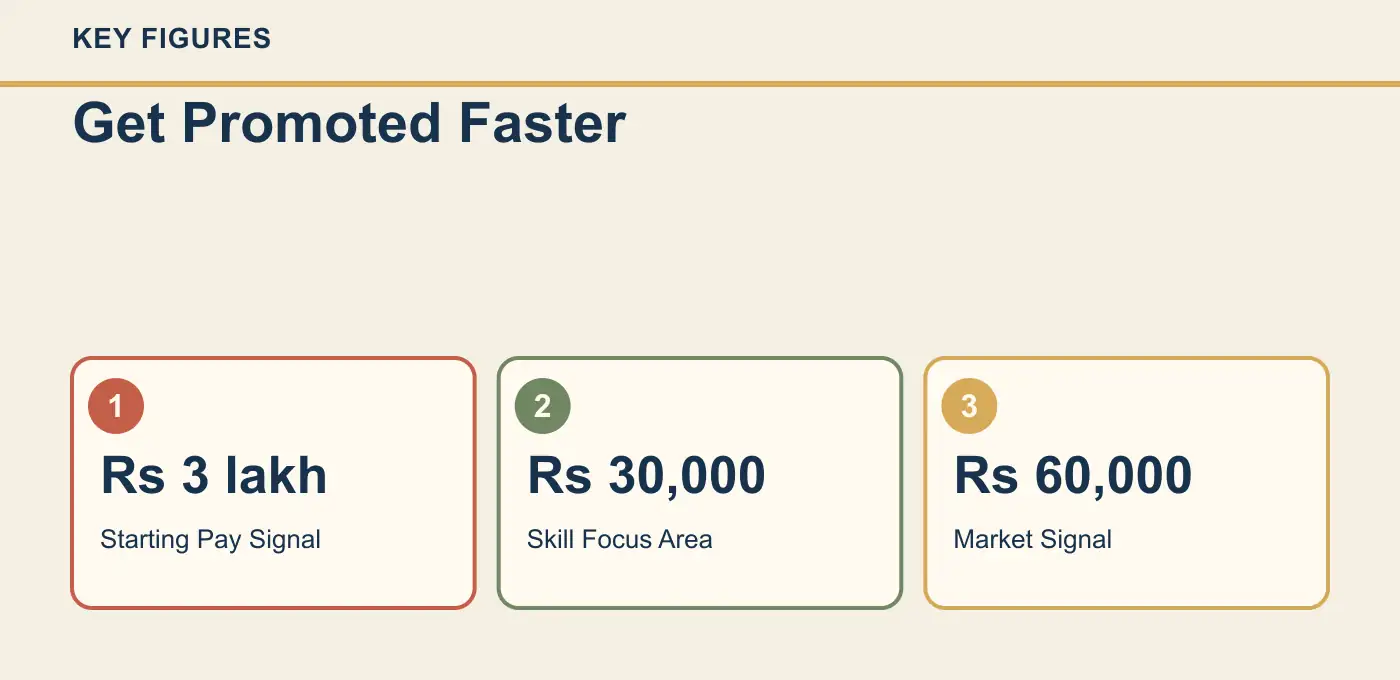 KEY FIGURES
Get Promoted Faster
1
Rs 3 lakh
Starting Pay Signal
2
Rs 30,000
Skill Focus Area
3
Rs 60,000
Market Signal